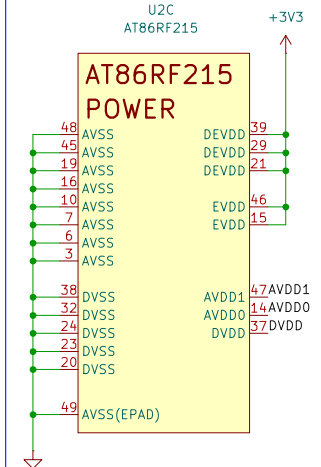 U2C
AT86RF215
+3V3
AT86RF215
POWER
48 AVSS DEVDD 39
45 AVSS DEVDD 29
19 AVSS DEVDD 21
16 AVSS
10 AVSS EVDD 46
7 AVSS EVDD 15
6 AVSS
3 AVSS
38 DVSS AVDD1 47 AVDD1
32 DVSS AVDD0 14 AVDD0
24 DVSS DVDD 37 DVDD
23 DVSS
20 DVSS
49 AVSS(EPAD)